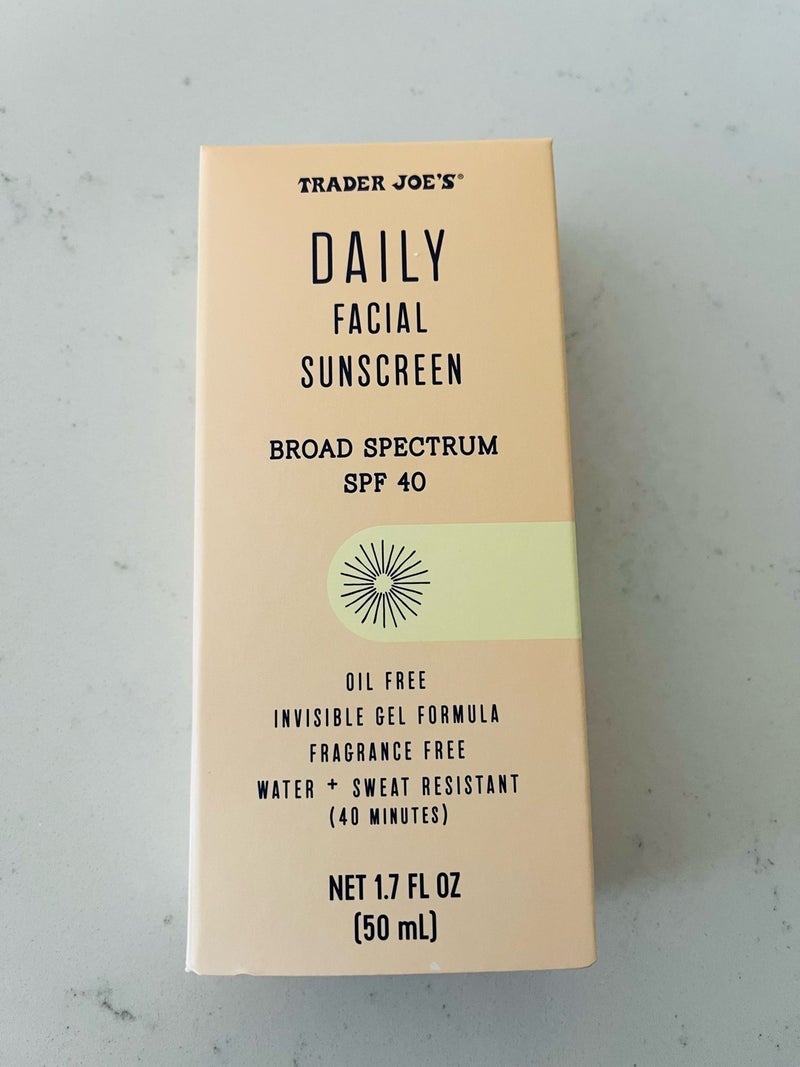 TRADER JOE'S®
DAILY
FACIAL
SUNSCREEN
BROAD SPECTRUM
SPF 40
OIL FREE
INVISIBLE GEL FORMULA
FRAGRANCE FREE
WATER + SWEAT RESISTANT
(40 MINUTES)
NET 1.7 FL OZ
(50 mL)